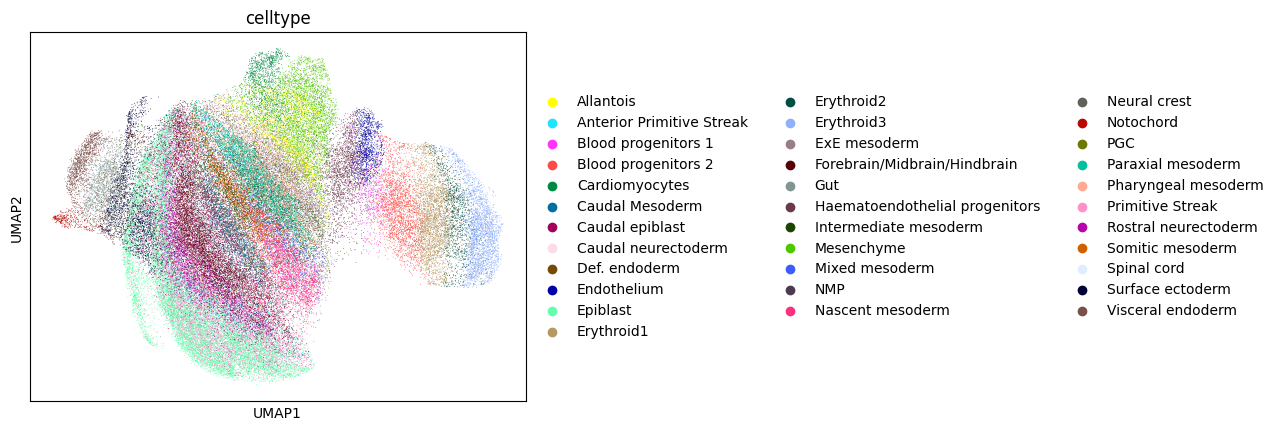 celltype
UMAP2
UMAP1
Allantois
Anterior Primitive Streak
Blood progenitors 1
Blood progenitors 2
Cardiomyocytes
Caudal Mesoderm
Caudal epiblast
Caudal neurectoderm
Def. endoderm
Endothelium
Epiblast
Erythroid1
Erythroid2
Erythroid3
ExE mesoderm
Forebrain/Midbrain/Hindbrain
Gut
Haematoendothelial progenitors
Intermediate mesoderm
Mesenchyme
Mixed mesoderm
NMP
Nascent mesoderm
Neural crest
Notochord
PGC
Paraxial mesoderm
Pharyngeal mesoderm
Primitive Streak
Rostral neurectoderm
Somitic mesoderm
Spinal cord
Surface ectoderm
Visceral endoderm